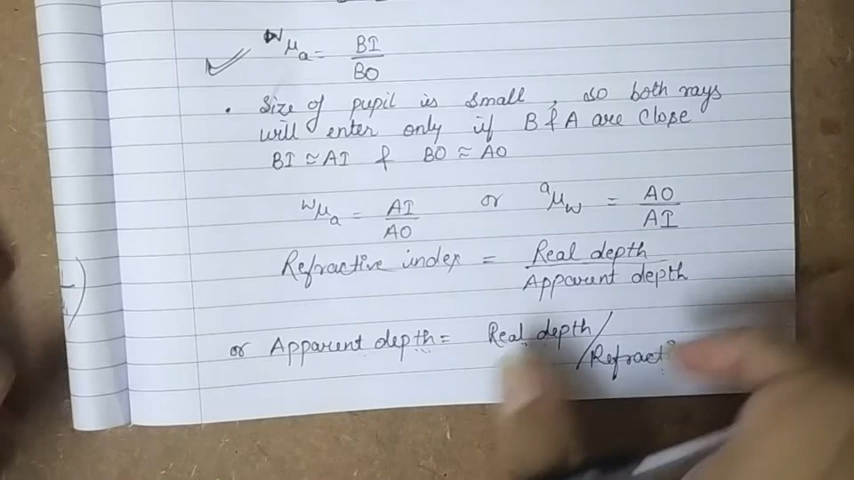 ʷμₐ = BI/BO
• Size of pupil is small, so both rays
will enter only if B & A are close
BI ≈ AI & BO ≈ AO
ʷμₐ = AI/AO or ᵃμ_w = AO/AI
Refractive index = Real depth/Apparent depth
or Apparent depth = Real depth/